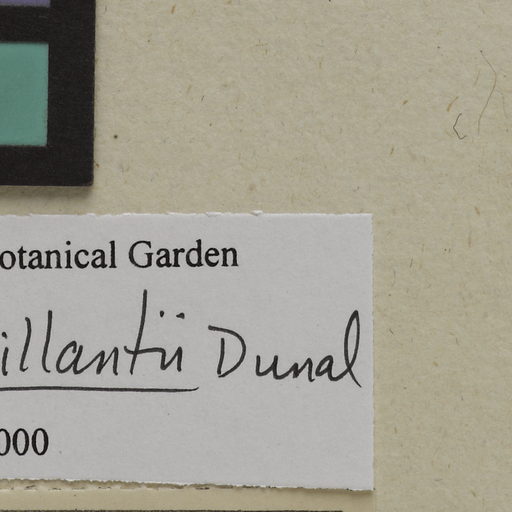 otanical Garden
illantii Dunal
000